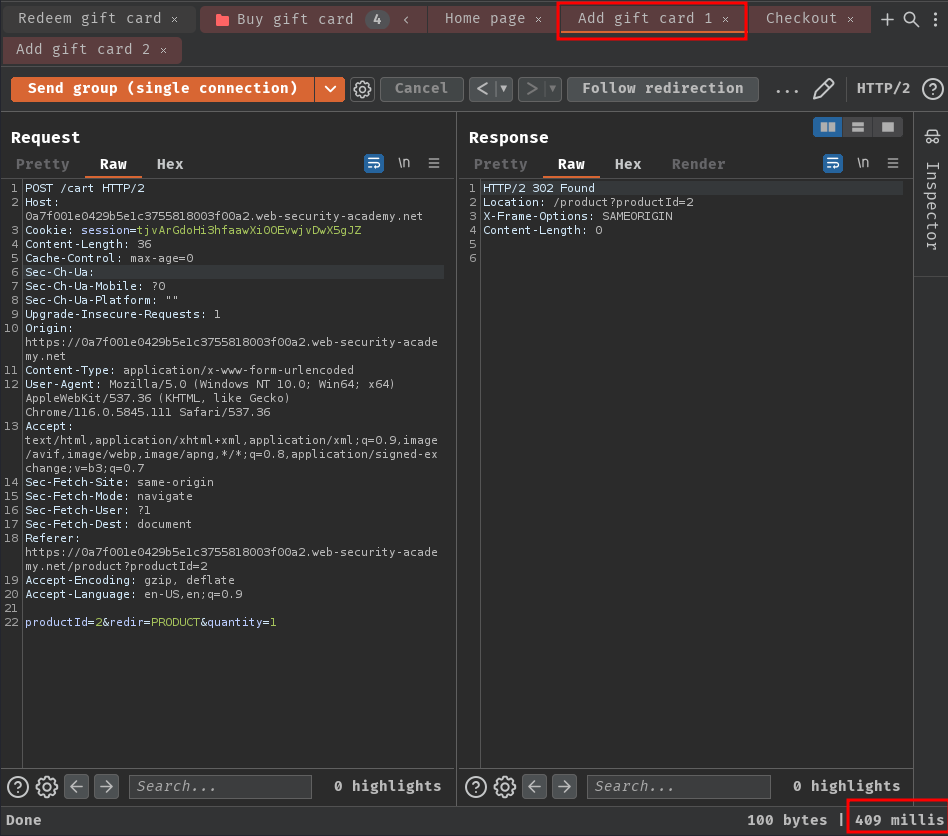 Redeem gift card ×
Buy gift card 4 ‹
Home page ×
Add gift card 1 ×
Checkout ×
Add gift card 2 ×
Send group (single connection)
Cancel
Follow redirection
...
HTTP/2
Request
Pretty Raw Hex
\n
1 POST /cart HTTP/2
2 Host:
0a7f001e0429b5e1c3755818003f00a2.web-security-academy.net
3 Cookie: session=tjvArGdoHi3hfaawXi0OEvwjvDwX5gJZ
4 Content-Length: 36
5 Cache-Control: max-age=0
6 Sec-Ch-Ua:
7 Sec-Ch-Ua-Mobile: ?0
8 Sec-Ch-Ua-Platform: ""
9 Upgrade-Insecure-Requests: 1
10 Origin:
https://0a7f001e0429b5e1c3755818003f00a2.web-security-acade
my.net
11 Content-Type: application/x-www-form-urlencoded
12 User-Agent: Mozilla/5.0 (Windows NT 10.0; Win64; x64)
AppleWebKit/537.36 (KHTML, like Gecko)
Chrome/116.0.5845.111 Safari/537.36
13 Accept:
text/html,application/xhtml+xml,application/xml;q=0.9,image
/avif,image/webp,image/apng,*/*;q=0.8,application/signed-ex
change;v=b3;q=0.7
14 Sec-Fetch-Site: same-origin
15 Sec-Fetch-Mode: navigate
16 Sec-Fetch-User: ?1
17 Sec-Fetch-Dest: document
18 Referer:
https://0a7f001e0429b5e1c3755818003f00a2.web-security-acade
my.net/product?productId=2
19 Accept-Encoding: gzip, deflate
20 Accept-Language: en-US,en;q=0.9
21
22 productId=2&redir=PRODUCT&quantity=1
Search...
0 highlights
Response
Pretty Raw Hex Render
\n
1 HTTP/2 302 Found
2 Location: /product?productId=2
3 X-Frame-Options: SAMEORIGIN
4 Content-Length: 0
5
6
Search...
0 highlights
Inspector
Done
100 bytes | 409 millis